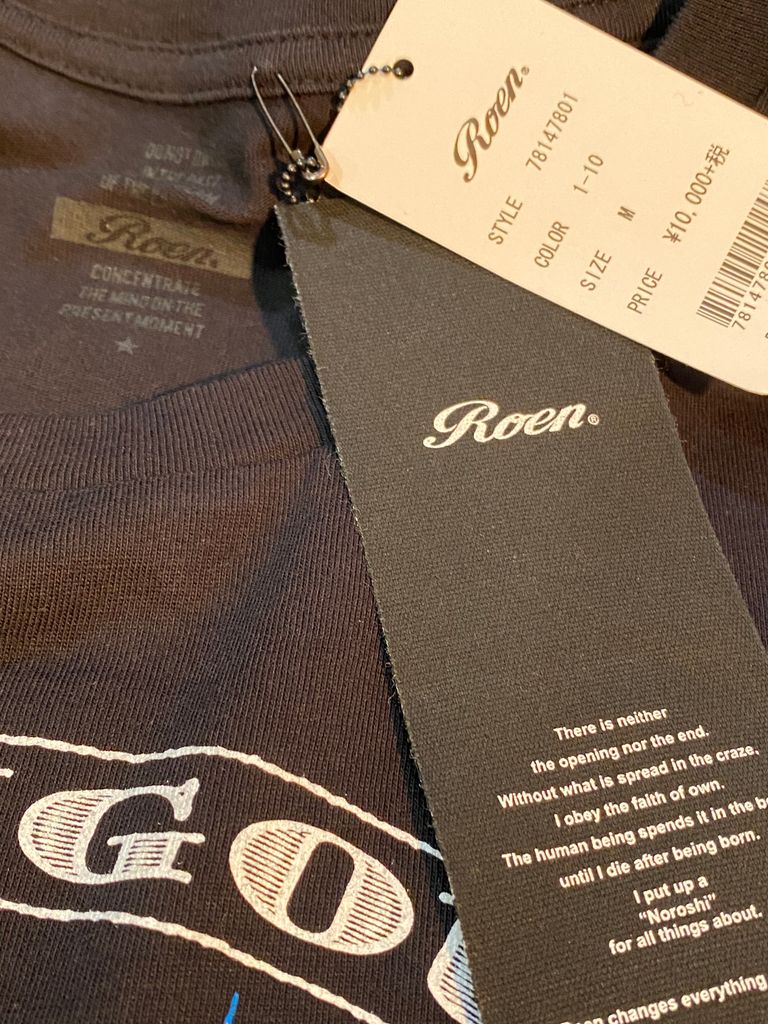 Roen®
STYLE 78147801
COLOR 1-10
SIZE M
PRICE ¥10,000+税
DO NOT
Roen.
CONCENTRATE
THE MIND ON THE
PRESENT MOMENT
Roen®
There is neither
the opening nor the end.
Without what is spread in the craze,
I obey the faith of own.
The human being spends it in the
until I die after being born.
I put up a
"Noroshi"
for all things about.
changes everything
GO